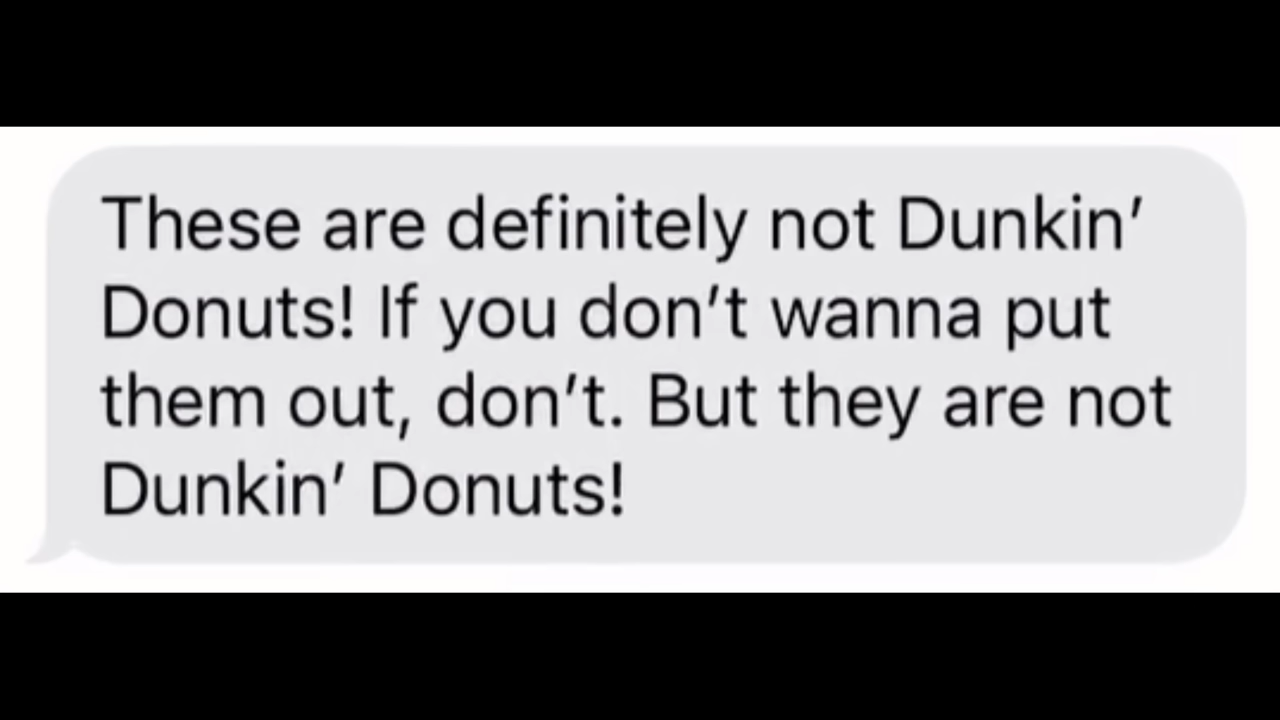 These are definitely not Dunkin’
Donuts! If you don’t wanna put
them out, don’t. But they are not
Dunkin’ Donuts!